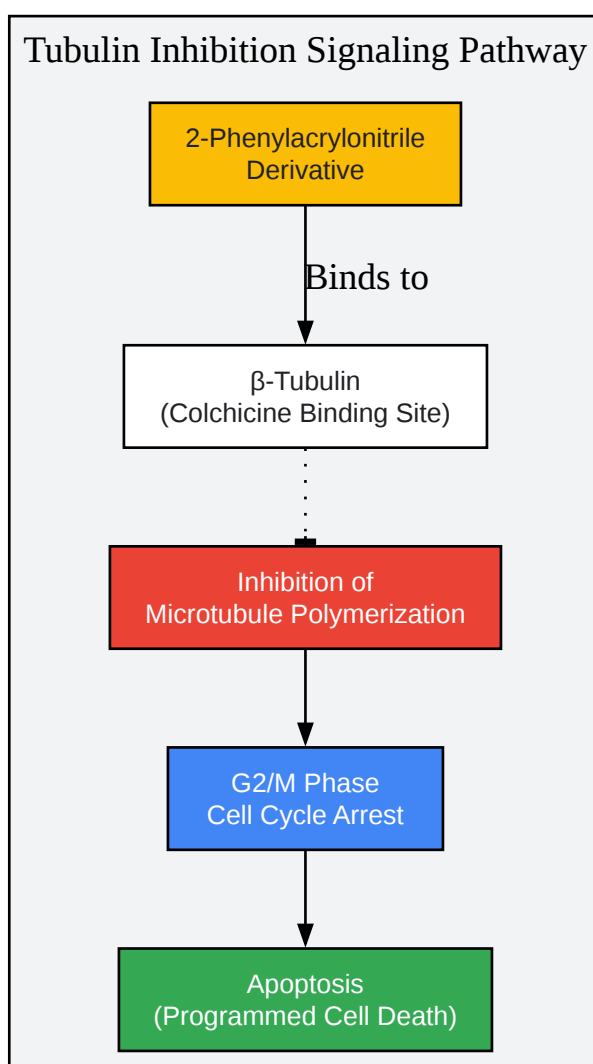 Tubulin Inhibition Signaling Pathway
2-Phenylacrylonitrile
Derivative
Binds to
β-Tubulin
(Colchicine Binding Site)
Inhibition of
Microtubule Polymerization
G2/M Phase
Cell Cycle Arrest
Apoptosis
(Programmed Cell Death)